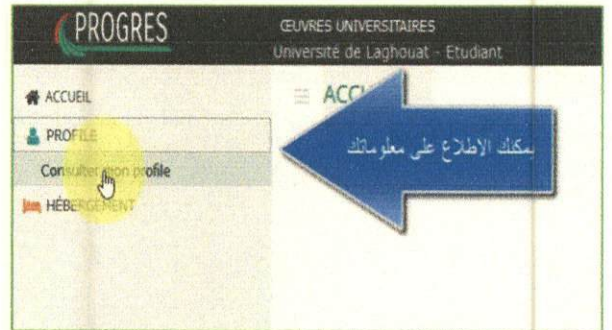 PROGRES
ŒUVRES UNIVERSITAIRES
Université de Laghouat - Etudiant
ACCUEIL
ACC
يمكنك الاطلاع على معلوماتك
PROFILE
Consulter mon profile
HÉBERGEMENT